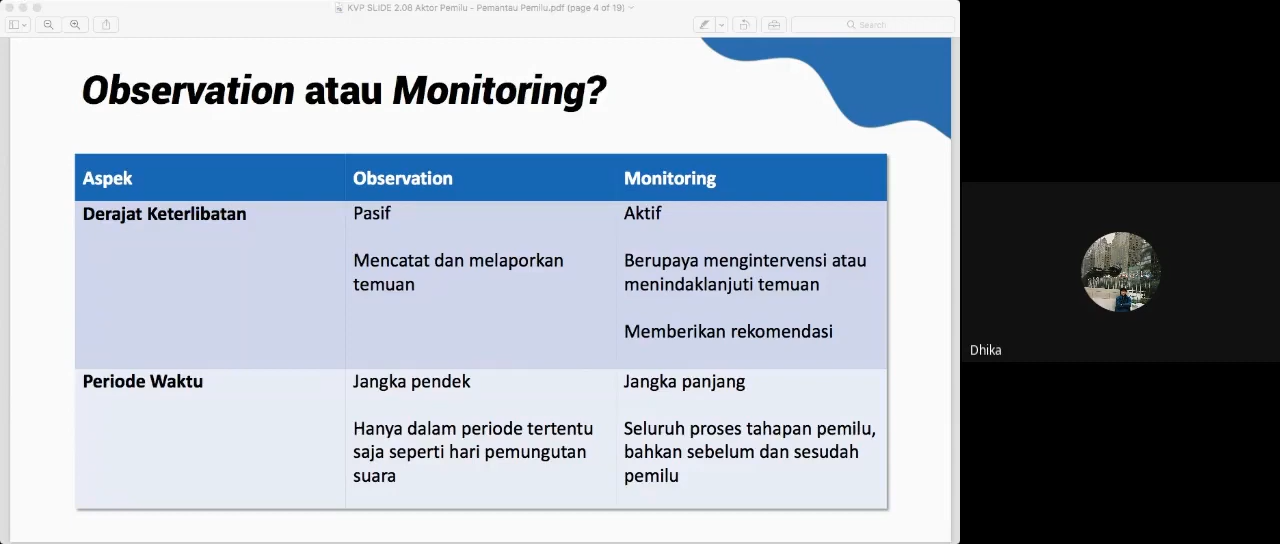 KVP SLIDE 2.06 Aktor Pemilu - Pemantau Pemilu.pdf (page 4 of 19)
Search
Observation atau Monitoring?
Aspek
Observation
Monitoring
Derajat Keterlibatan
Pasif
Mencatat dan melaporkan
temuan
Aktif
Berupaya mengintervensi atau
menindaklanjuti temuan
Memberikan rekomendasi
Periode Waktu
Jangka pendek
Hanya dalam periode tertentu
saja seperti hari pemungutan
suara
Jangka panjang
Seluruh proses tahapan pemilu,
bahkan sebelum dan sesudah
pemilu
Dhika